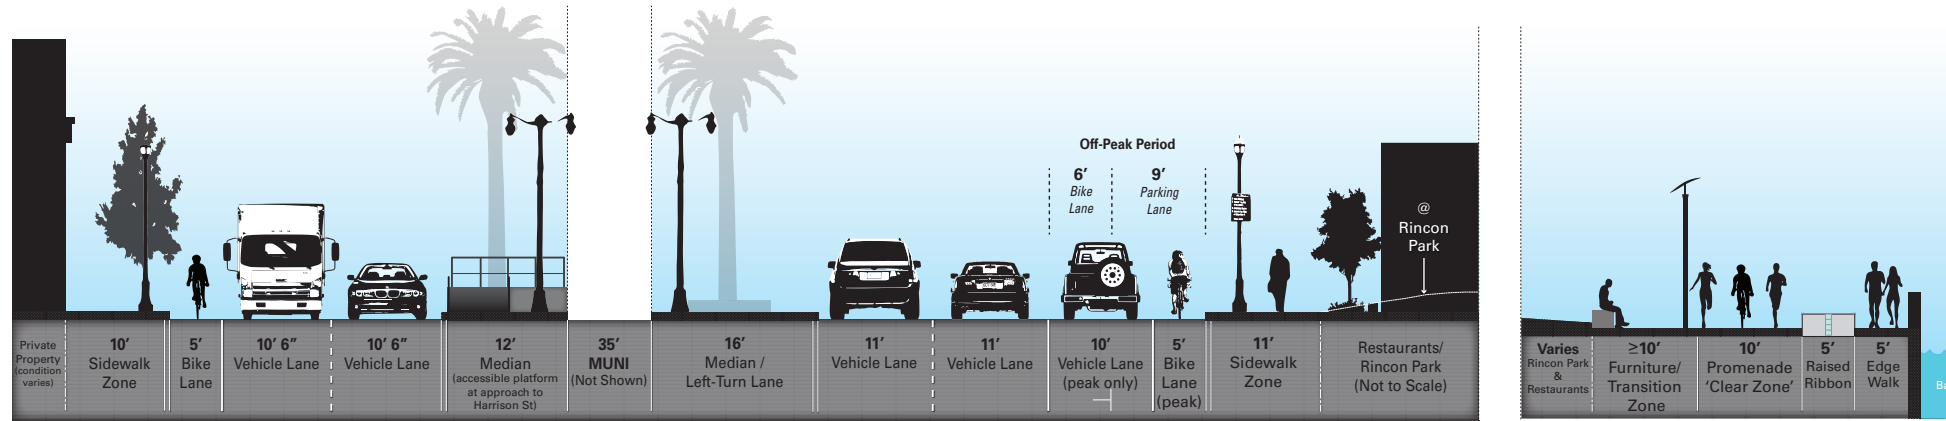 Off-Peak Period
6’
Bike
Lane
9’
Parking
Lane
@
Rincon
Park
Private
Property
(condition
varies)
10’
Sidewalk
Zone
5’
Bike
Lane
10’ 6”
Vehicle Lane
10’ 6”
Vehicle Lane
12’
Median
(accessible platform
at approach to
Harrison St)
35’
MUNI
(Not Shown)
16’
Median /
Left-Turn Lane
11’
Vehicle Lane
11’
Vehicle Lane
10’
Vehicle Lane
(peak only)
5’
Bike
Lane
(peak)
11’
Sidewalk
Zone
Restaurants/
Rincon Park
(Not to Scale)
Varies
Rincon Park
&
Restaurants
≥10’
Furniture/
Transition
Zone
10’
Promenade
‘Clear Zone’
5’
Raised
Ribbon
5’
Edge
Walk
Ba